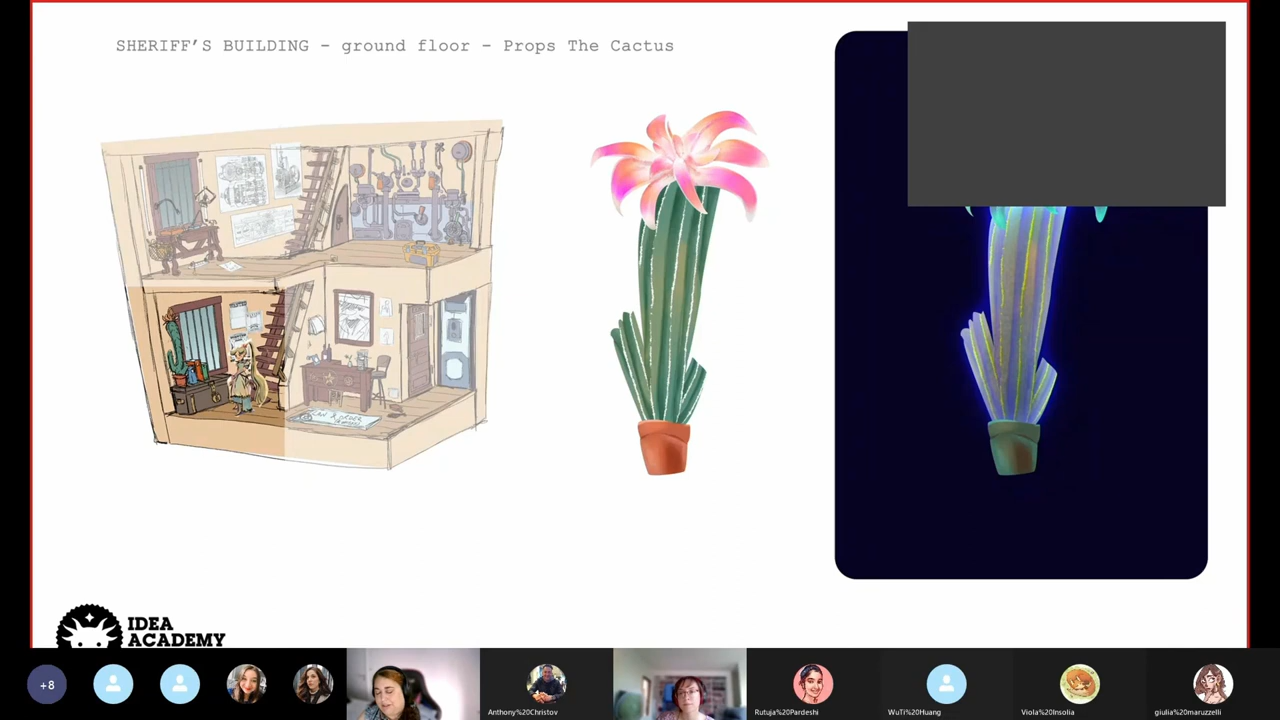 SHERIFF'S BUILDING - ground floor - Props The Cactus
IDEA
ACADEMY
+8
Anthony%20Christov
Rutuja%20Pardeshi
WuTi%20Huang
Viola%20Insolia
giulia%20maruzzelli